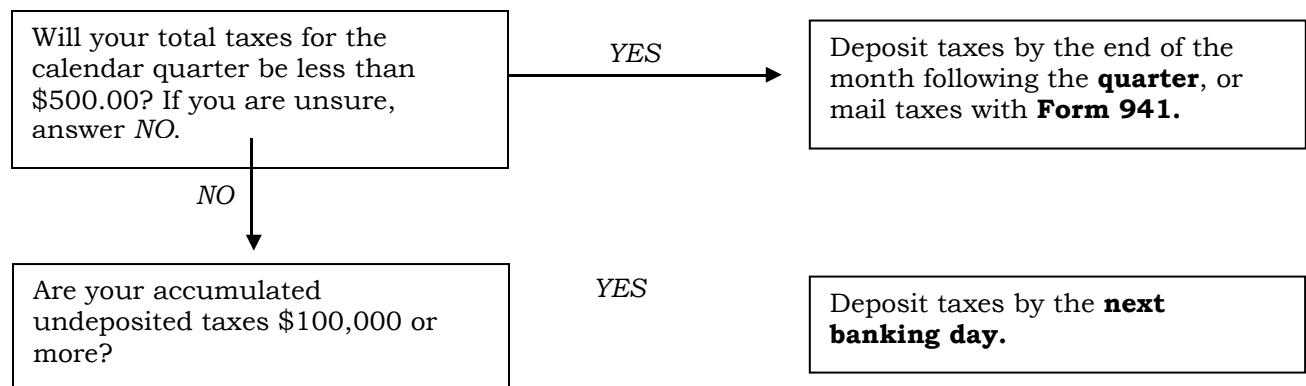 Will your total taxes for the
calendar quarter be less than
$500.00? If you are unsure,
answer NO.
YES
Deposit taxes by the end of the
month following the quarter, or
mail taxes with Form 941.
NO
Are your accumulated
undeposited taxes $100,000 or
more?
YES
Deposit taxes by the next
banking day.